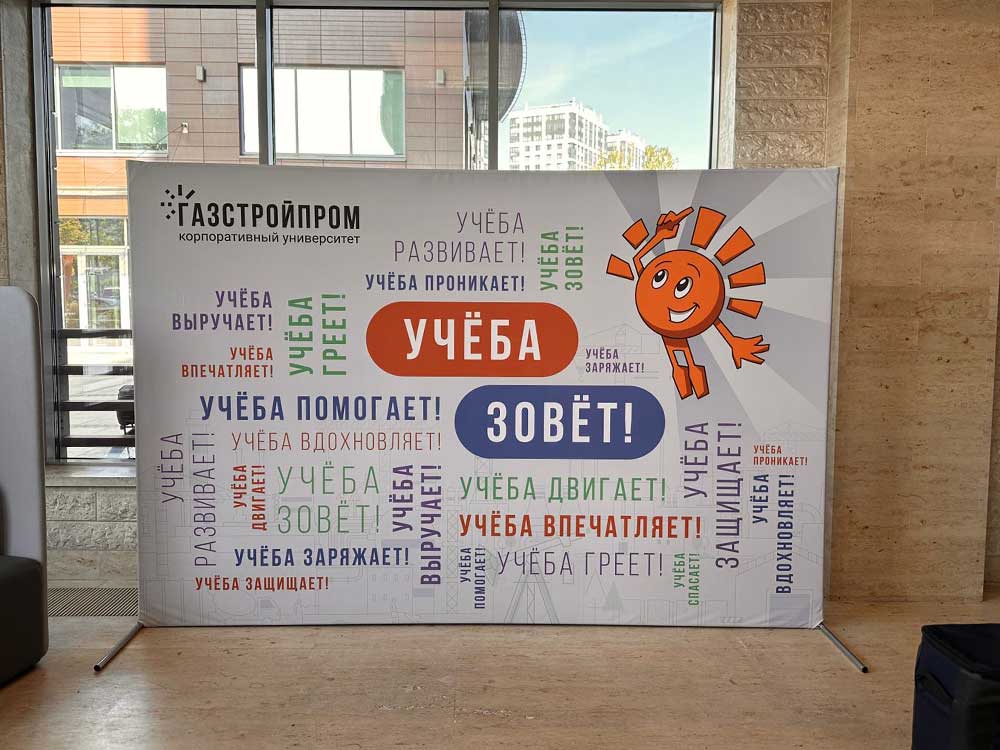 ГАЗСТРОЙПРОМ
корпоративный университет
УЧЁБА
РАЗВИВАЕТ!
УЧЁБА ПРОНИКАЕТ!
УЧЁБА
ЗОВЁТ!
УЧЁБА
ВЫРУЧАЕТ!
УЧЁБА
ГРЕЕТ!
УЧЁБА
ВПЕЧАТЛЯЕТ!
УЧЁБА
УЧЁБА
ЗАРЯЖАЕТ!
ЗОВЁТ!
УЧЁБА ПОМОГАЕТ!
УЧЁБА ВДОХНОВЛЯЕТ!
УЧЁБА
РАЗВИВАЕТ!
УЧЁБА
ДВИГАЕТ!
УЧЁБА
ЗОВЁТ!
УЧЁБА
ВЫРУЧАЕТ!
УЧЁБА ДВИГАЕТ!
УЧЁБА ВПЕЧАТЛЯЕТ!
УЧЁБА
ЗАЩИЩАЕТ!
УЧЁБА
ПРОНИКАЕТ!
УЧЁБА
ВДОХНОВЛЯЕТ!
УЧЁБА ЗАРЯЖАЕТ!
УЧЁБА ЗАЩИЩАЕТ!
УЧЁБА
ПОМОГАЕТ!
УЧЁБА ГРЕЕТ!
УЧЁБА
СПАСАЕТ!